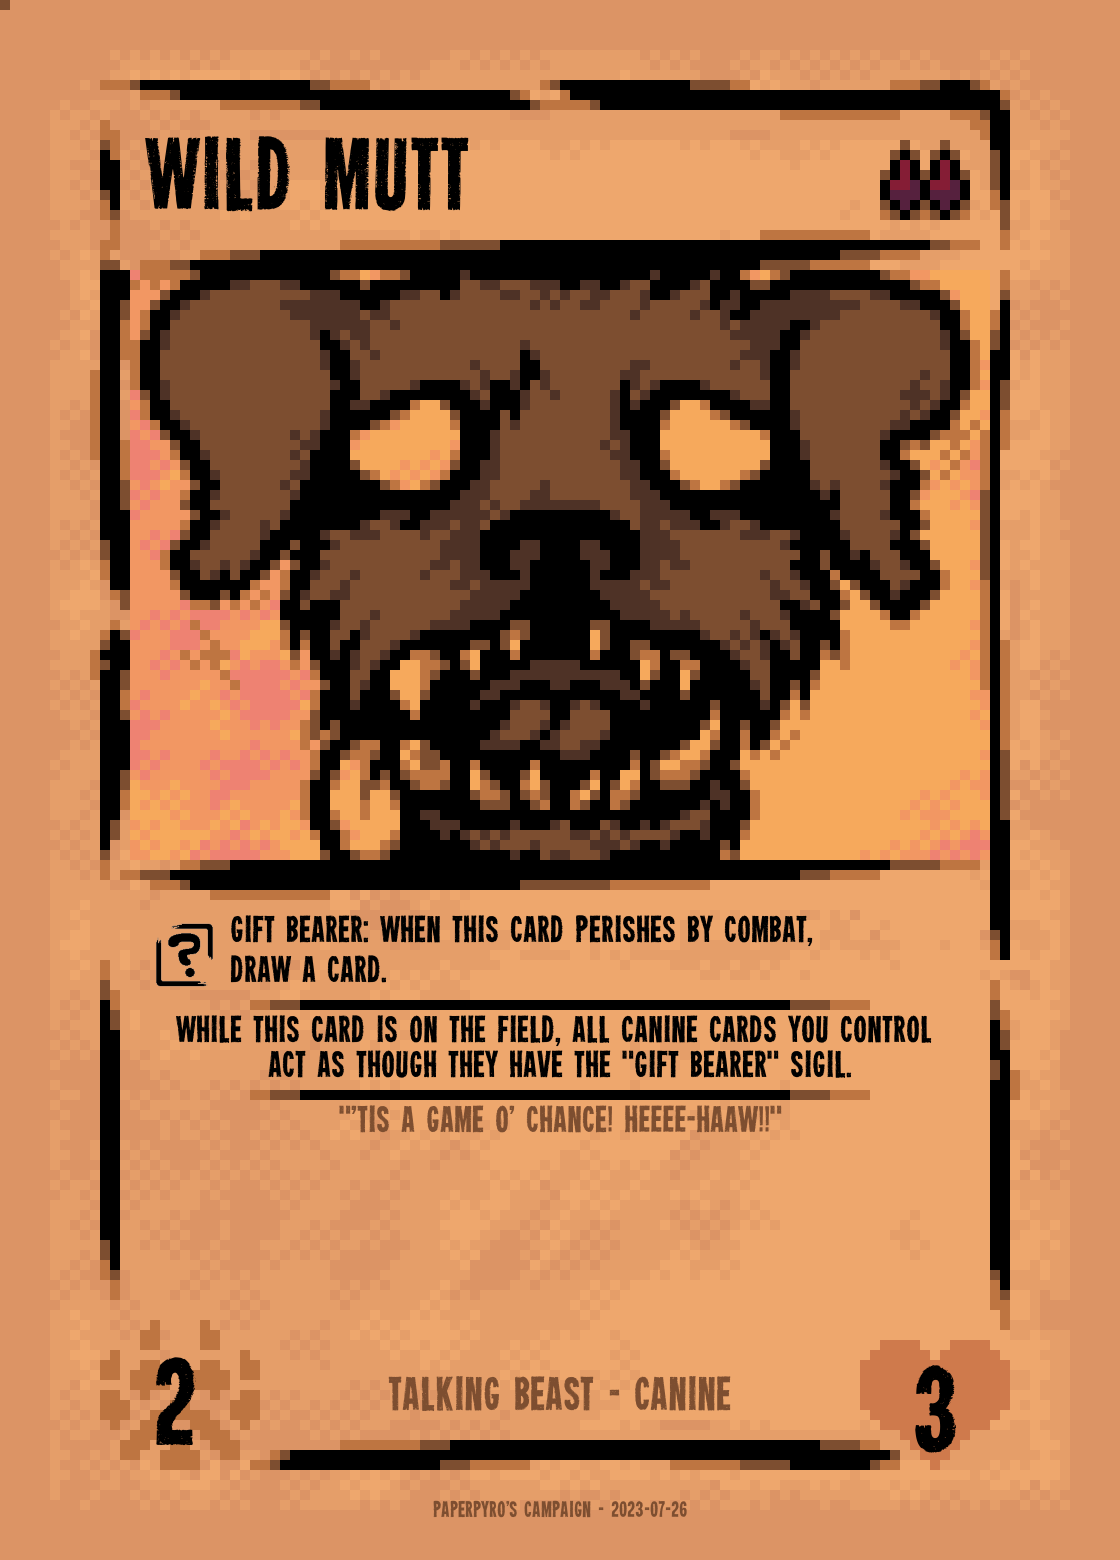 WILD MUTT
?
GIFT BEARER: WHEN THIS CARD PERISHES BY COMBAT,
DRAW A CARD.
WHILE THIS CARD IS ON THE FIELD, ALL CANINE CARDS YOU CONTROL
ACT AS THOUGH THEY HAVE THE "GIFT BEARER" SIGIL.
"'TIS A GAME O' CHANCE! HEEEE-HAAW!!"
2
TALKING BEAST - CANINE
3
PAPERPYRO'S CAMPAIGN - 2023-07-26